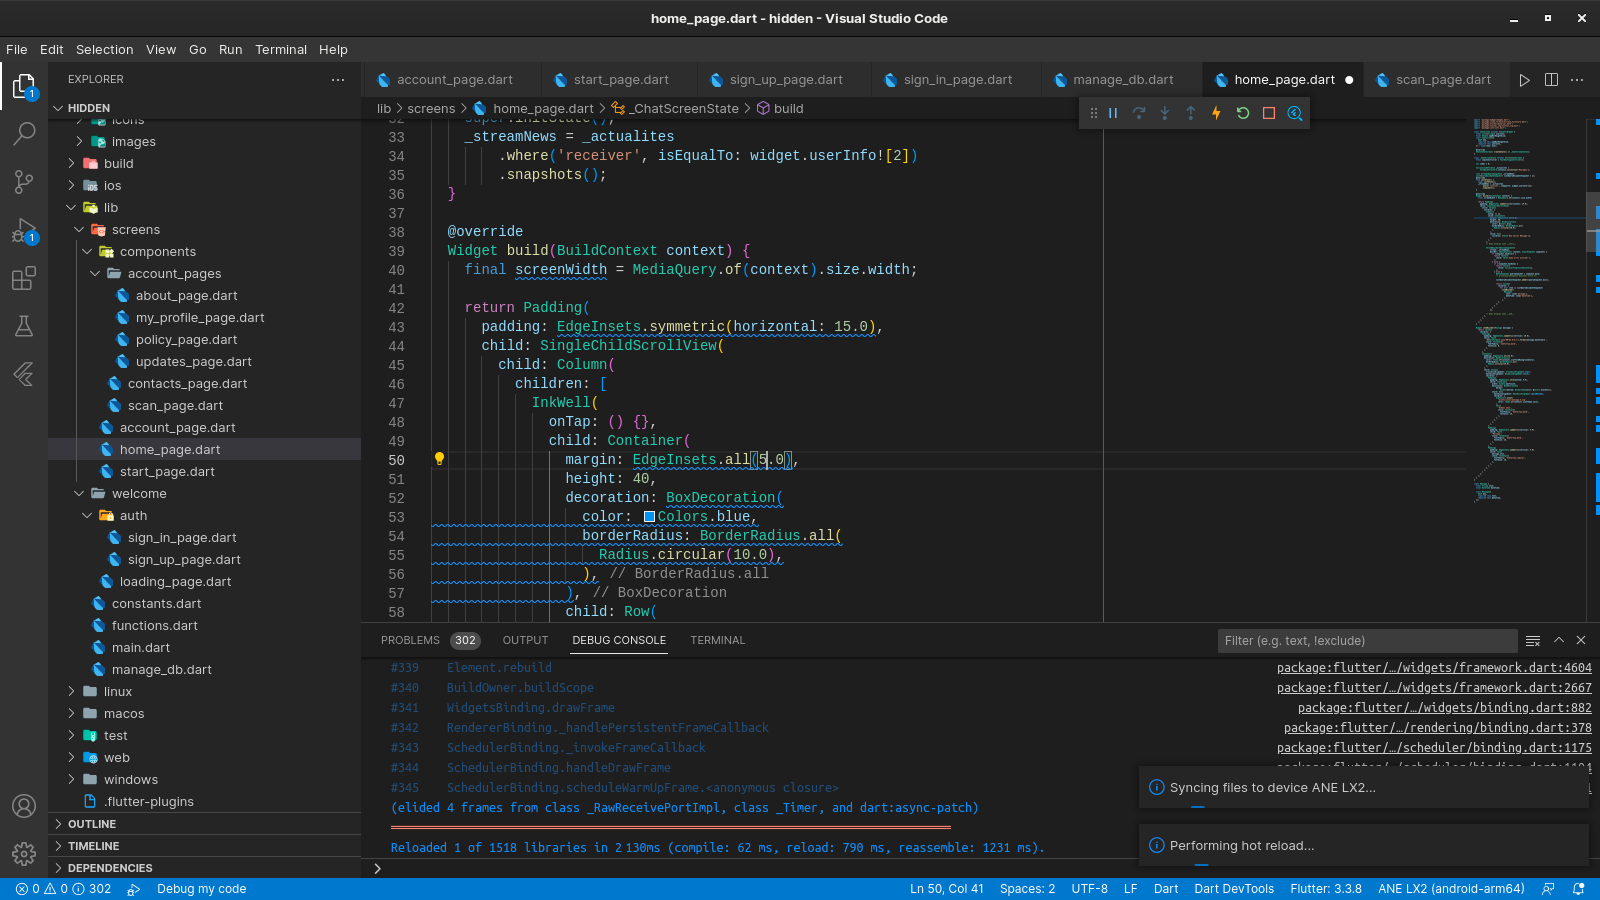 home_page.dart - hidden - Visual Studio Code
File Edit Selection View Go Run Terminal Help
EXPLORER
HIDDEN
icons
images
build
ios
lib
screens
components
account_pages
about_page.dart
my_profile_page.dart
policy_page.dart
updates_page.dart
contacts_page.dart
scan_page.dart
account_page.dart
home_page.dart
start_page.dart
welcome
auth
sign_in_page.dart
sign_up_page.dart
loading_page.dart
constants.dart
functions.dart
main.dart
manage_db.dart
linux
macos
test
web
windows
.flutter-plugins
OUTLINE
TIMELINE
DEPENDENCIES
1
1
account_page.dart start_page.dart sign_up_page.dart sign_in_page.dart manage_db.dart home_page.dart scan_page.dart
lib > screens > home_page.dart > _ChatScreenState > build
32 super.initState();
33 _streamNews = _actualites
34 .where('receiver', isEqualTo: widget.userInfo![2])
35 .snapshots();
36 }
37
38 @override
39 Widget build(BuildContext context) {
40 final screenWidth = MediaQuery.of(context).size.width;
41
42 return Padding(
43 padding: EdgeInsets.symmetric(horizontal: 15.0),
44 child: SingleChildScrollView(
45 child: Column(
46 children: [
47 InkWell(
48 onTap: () {},
49 child: Container(
50 margin: EdgeInsets.all(5.0),
51 height: 40,
52 decoration: BoxDecoration(
53 color: Colors.blue,
54 borderRadius: BorderRadius.all(
55 Radius.circular(10.0),
56 ), // BorderRadius.all
57 ), // BoxDecoration
58 child: Row(
PROBLEMS 302 OUTPUT DEBUG CONSOLE TERMINAL Filter (e.g. text, !exclude)
#339 Element.rebuild package:flutter/…/widgets/framework.dart:4604
#340 BuildOwner.buildScope package:flutter/…/widgets/framework.dart:2667
#341 WidgetsBinding.drawFrame package:flutter/…/widgets/binding.dart:882
#342 RendererBinding._handlePersistentFrameCallback package:flutter/…/rendering/binding.dart:378
#343 SchedulerBinding._invokeFrameCallback package:flutter/…/scheduler/binding.dart:1175
#344 SchedulerBinding.handleDrawFrame
#345 SchedulerBinding.scheduleWarmUpFrame.<anonymous closure>
(elided 4 frames from class _RawReceivePortImpl, class _Timer, and dart:async-patch)
Reloaded 1 of 1518 libraries in 2 130ms (compile: 62 ms, reload: 790 ms, reassemble: 1231 ms).
Syncing files to device ANE LX2...
Performing hot reload...
0 0 302 Debug my code Ln 50, Col 41 Spaces: 2 UTF-8 LF Dart Dart DevTools Flutter: 3.3.8 ANE LX2 (android-arm64)